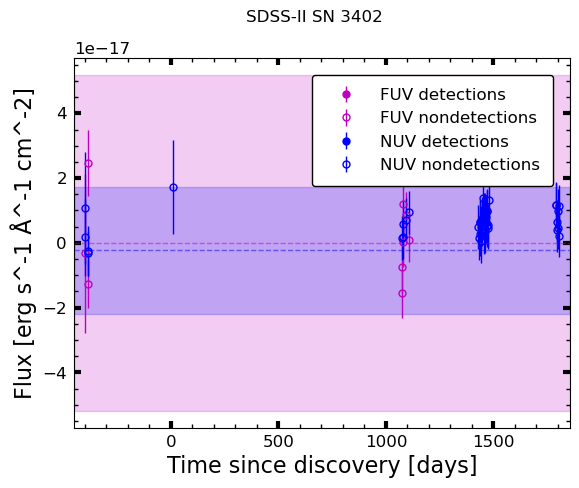 SDSS-II SN 3402
1e−17
FUV detections
FUV nondetections
NUV detections
NUV nondetections
4
2
0
−2
−4
Flux [erg s^-1 Å^-1 cm^-2]
0 500 1000 1500
Time since discovery [days]